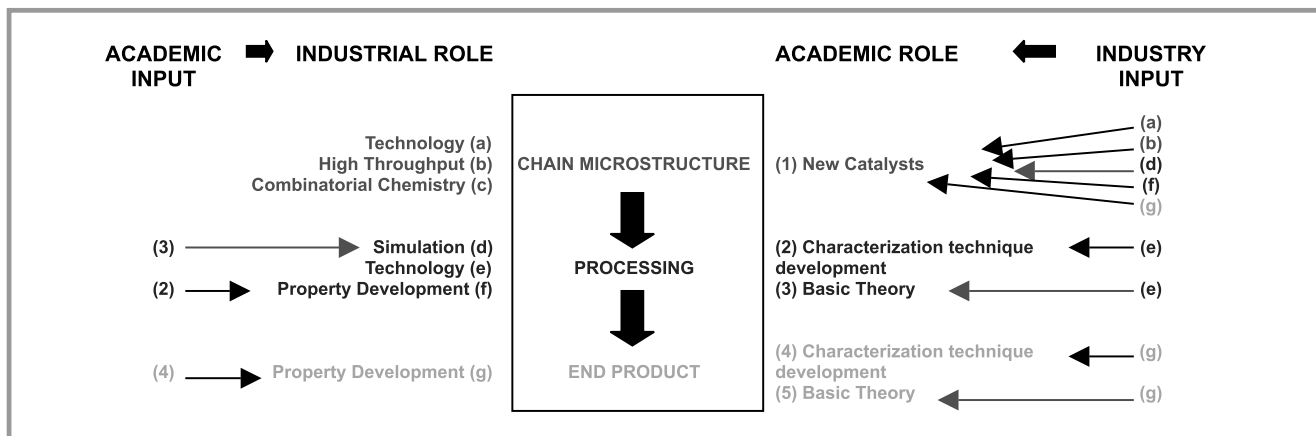 ACADEMIC
INPUT
INDUSTRIAL ROLE
ACADEMIC ROLE
INDUSTRY
INPUT
Technology (a)
High Throughput (b)
Combinatorial Chemistry (c)
CHAIN MICROSTRUCTURE
(1) New Catalysts
(a)
(b)
(d)
(f)
(g)
(3)
Simulation (d)
Technology (e)
(2)
Property Development (f)
PROCESSING
(2) Characterization technique
development
(3) Basic Theory
(e)
(e)
(4)
Property Development (g)
END PRODUCT
(4) Characterization technique
development
(5) Basic Theory
(g)
(g)